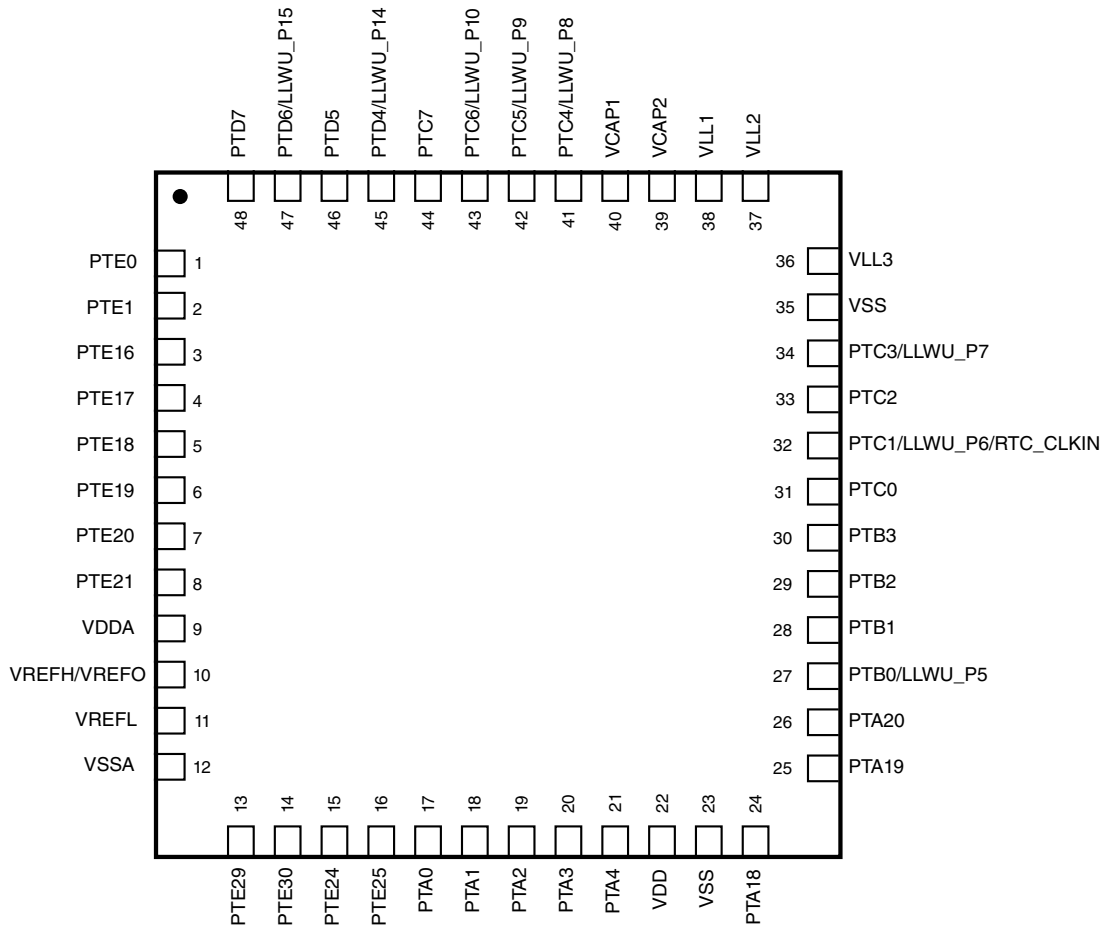 PTD7
PTD6/LLWU_P15
PTD5
PTD4/LLWU_P14
PTC7
PTC6/LLWU_P10
PTC5/LLWU_P9
PTC4/LLWU_P8
VCAP1
VCAP2
VLL1
VLL2
48
47
46
45
44
43
42
41
40
39
38
37
PTE0 1
PTE1 2
PTE16 3
PTE17 4
PTE18 5
PTE19 6
PTE20 7
PTE21 8
VDDA 9
VREFH/VREFO 10
VREFL 11
VSSA 12
36 VLL3
35 VSS
34 PTC3/LLWU_P7
33 PTC2
32 PTC1/LLWU_P6/RTC_CLKIN
31 PTC0
30 PTB3
29 PTB2
28 PTB1
27 PTB0/LLWU_P5
26 PTA20
25 PTA19
13
14
15
16
17
18
19
20
21
22
23
24
PTE29
PTE30
PTE24
PTE25
PTA0
PTA1
PTA2
PTA3
PTA4
VDD
VSS
PTA18